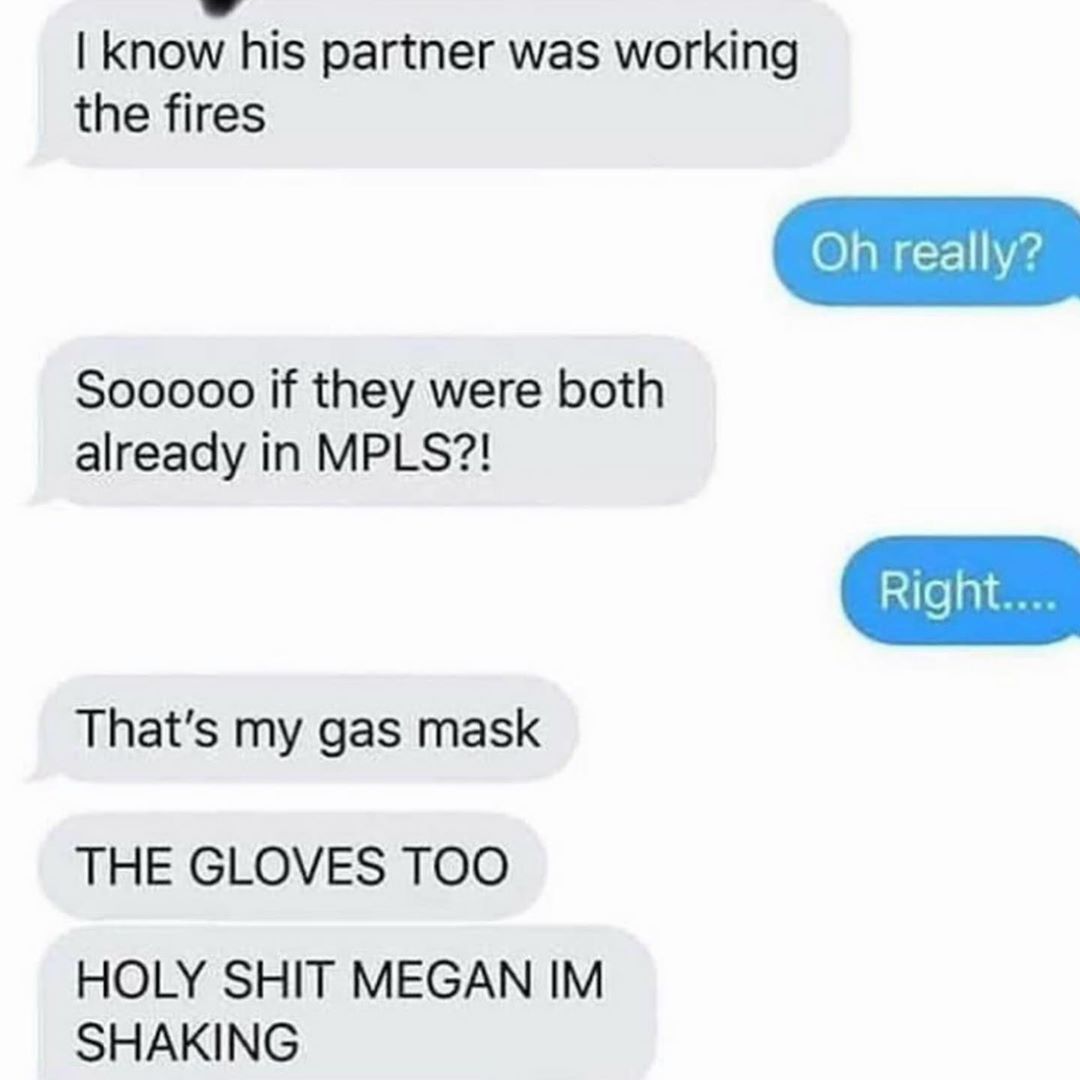 I know his partner was working
the fires
Oh really?
Sooooo if they were both
already in MPLS?!
Right....
That's my gas mask
THE GLOVES TOO
HOLY SHIT MEGAN IM
SHAKING